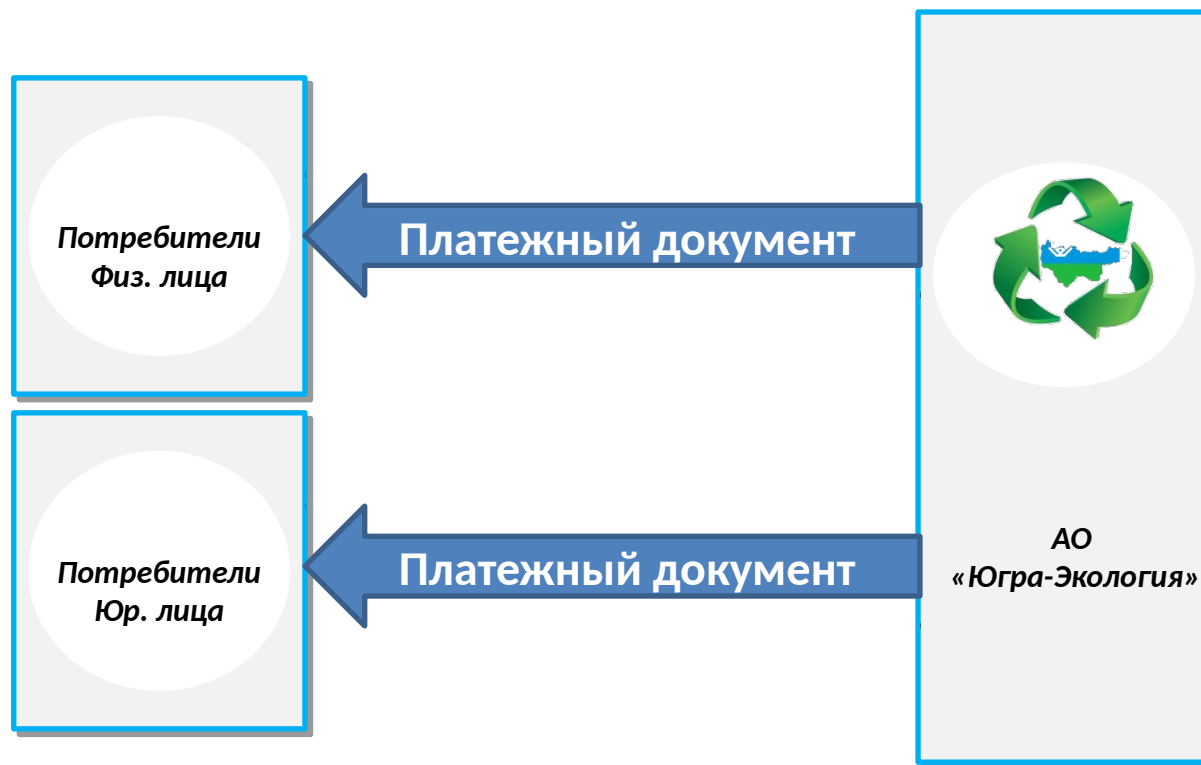 Потребители
Физ. лица
Платежный документ
Потребители
Юр. лица
Платежный документ
АО
«Югра-Экология»